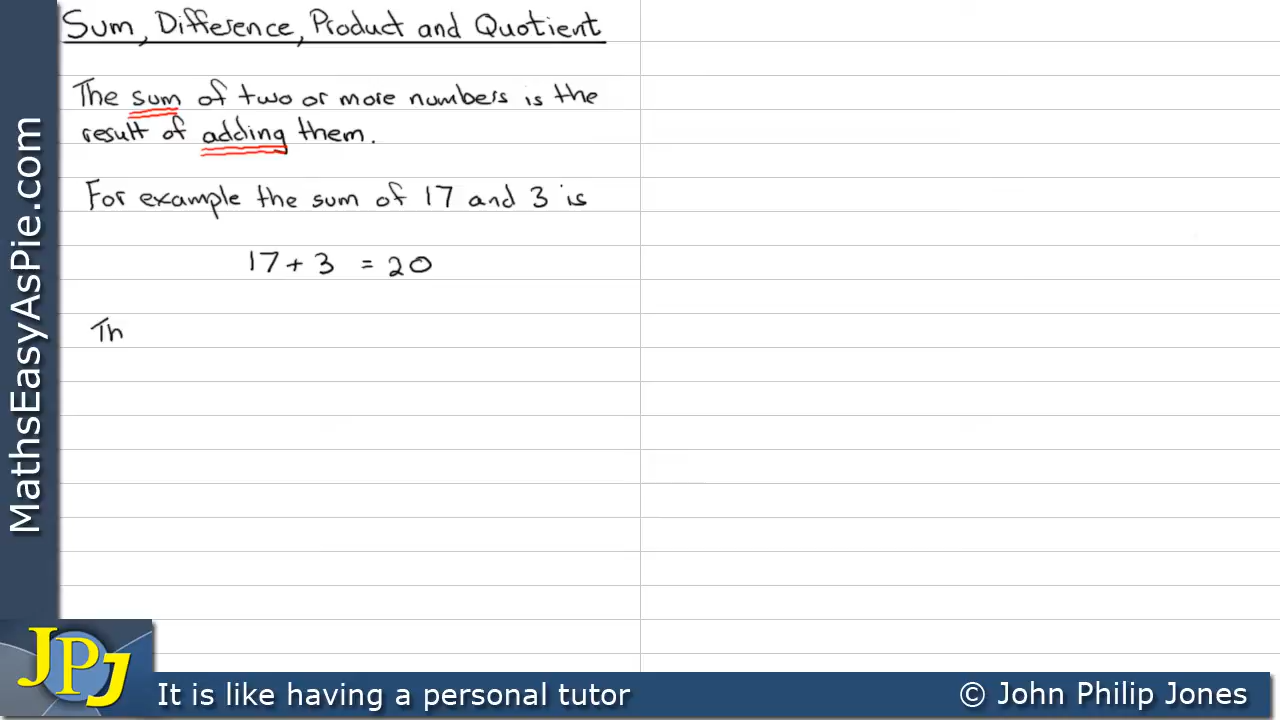 Sum, Difference, Product and Quotient
The sum of two or more numbers is the
result of adding them.
For example the sum of 17 and 3 is
17 + 3 = 20
Th
MathsEasyAsPie.com
JPJ
It is like having a personal tutor
© John Philip Jones